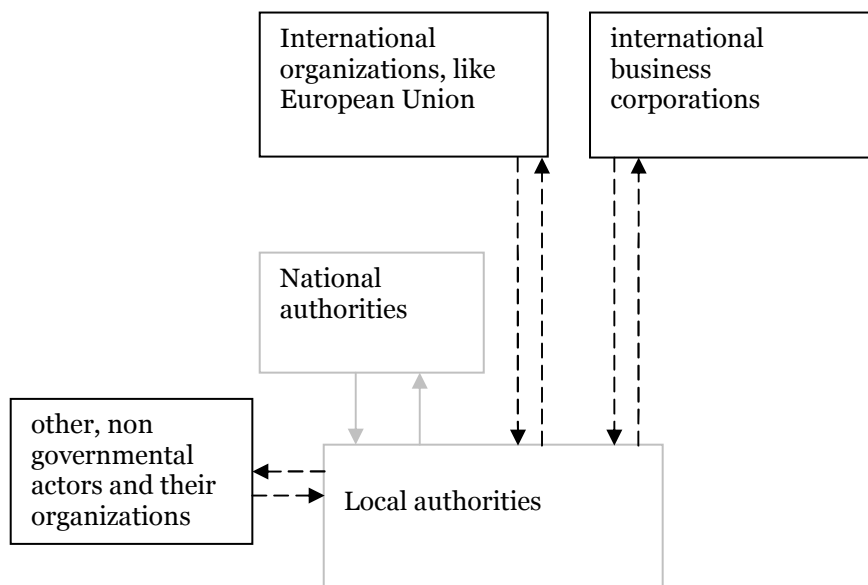 International
organizations, like
European Union
international
business
corporations
National
authorities
other, non
governmental
actors and their
organizations
Local authorities